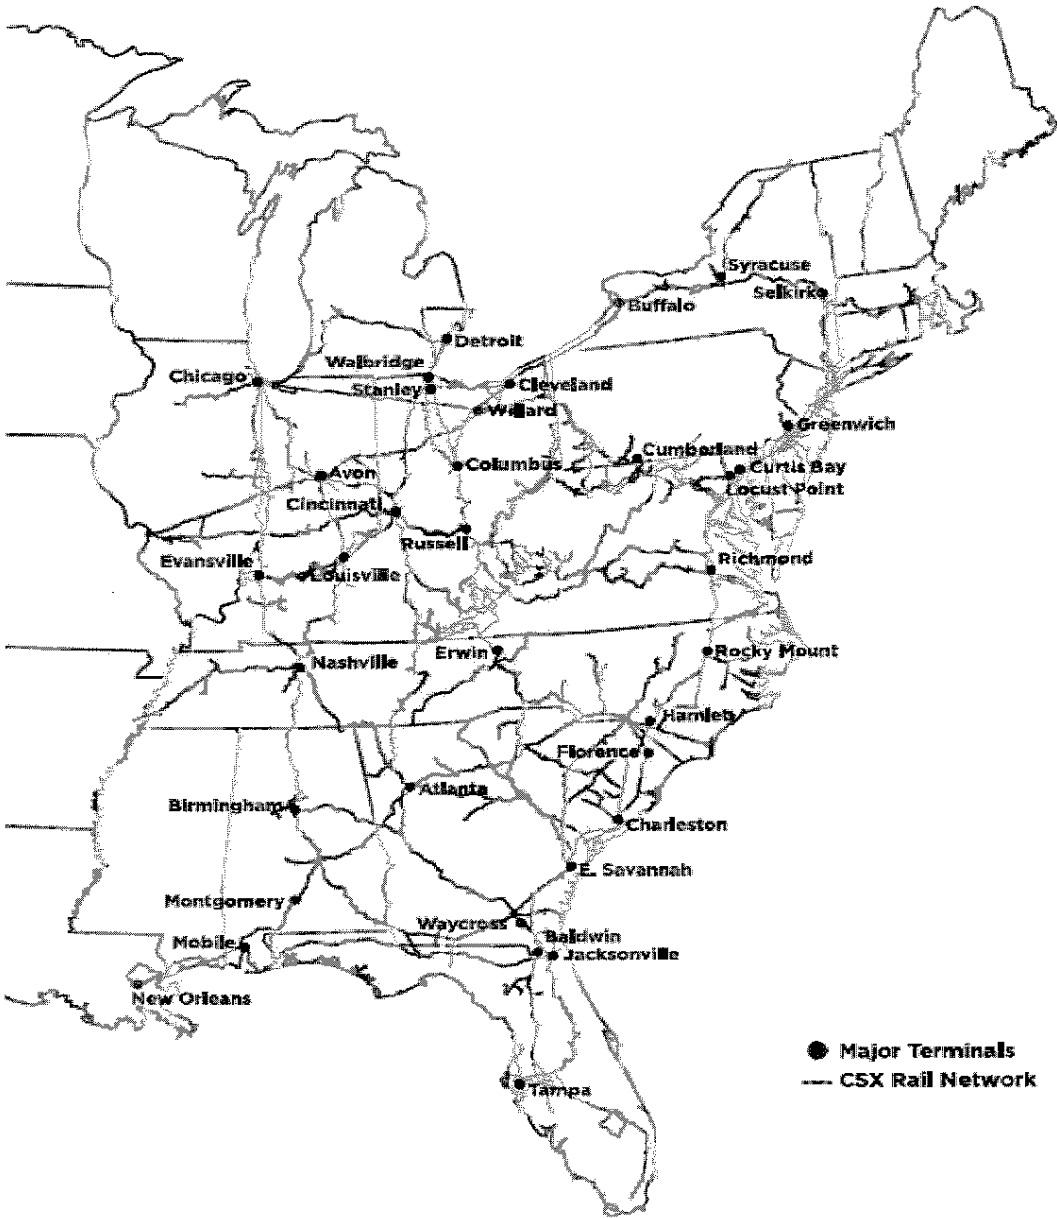 Syracuse
Selkirk
Buffalo
Detroit
Walbridge
Chicago
Stanley
Cleveland
Willard
Greenwich
Cumberland
Columbus
Curtis Bay
Avon
Locust Point
Cincinnati
Russell
Richmond
Evansville
Louisville
Erwin
Rocky Mount
Nashville
Hamlet
Florence
Atlanta
Birmingham
Charleston
E. Savannah
Montgomery
Waycross
Baldwin
Mobile
Jacksonville
New Orleans
Major Terminals
CSX Rail Network
Tampa